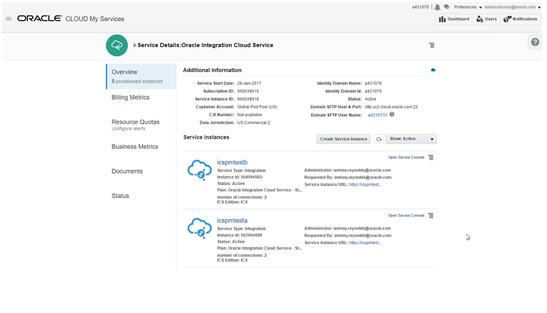 a431079
Preferences
ORACLE CLOUD My Services
Dashboard
Users
Notifications
Service Details:Oracle Integration Cloud Service
Overview
5 provisioned instances
Billing Metrics
Resource Quotas
configure alerts
Business Metrics
Documents
Status
Additional Information
Service Start Date: 25-Jan-2017
Subscription ID: 500038919
Service Instance ID: 500038918
Customer Account: Global Pod Post (US)
CSI Number: Not available
Data Jurisdiction: US Commercial 2
Identity Domain Name: a431079
Identity Domain Id: a431079
Status: Active
Domain SFTP Host & Port: sftp.us2.cloud.oracle.com:22
Domain SFTP User Name:
Service Instances
Create Service Instance
Show: Active
icspmtestb
Open Service Console
Service Type: Integration
Instance Id: 584044565
Status: Active
Plan: Oracle Integration Cloud Service - St...
number of connections: 2
ICS Edition: ICS
Administrator: antony.reynolds@oracle.com
Requested By: antony.reynolds@oracle.com
Service Instance URL: https://icspmtest..
icspmtesta
Open Service Console
Service Type: Integration
Instance Id: 583964688
Status: Active
Plan: Oracle Integration Cloud Service - St...
number of connections: 2
ICS Edition: ICS
Administrator: antony.reynolds@oracle.com
Requested By: antony.reynolds@oracle.com
Service Instance URL: https://icspmtest..